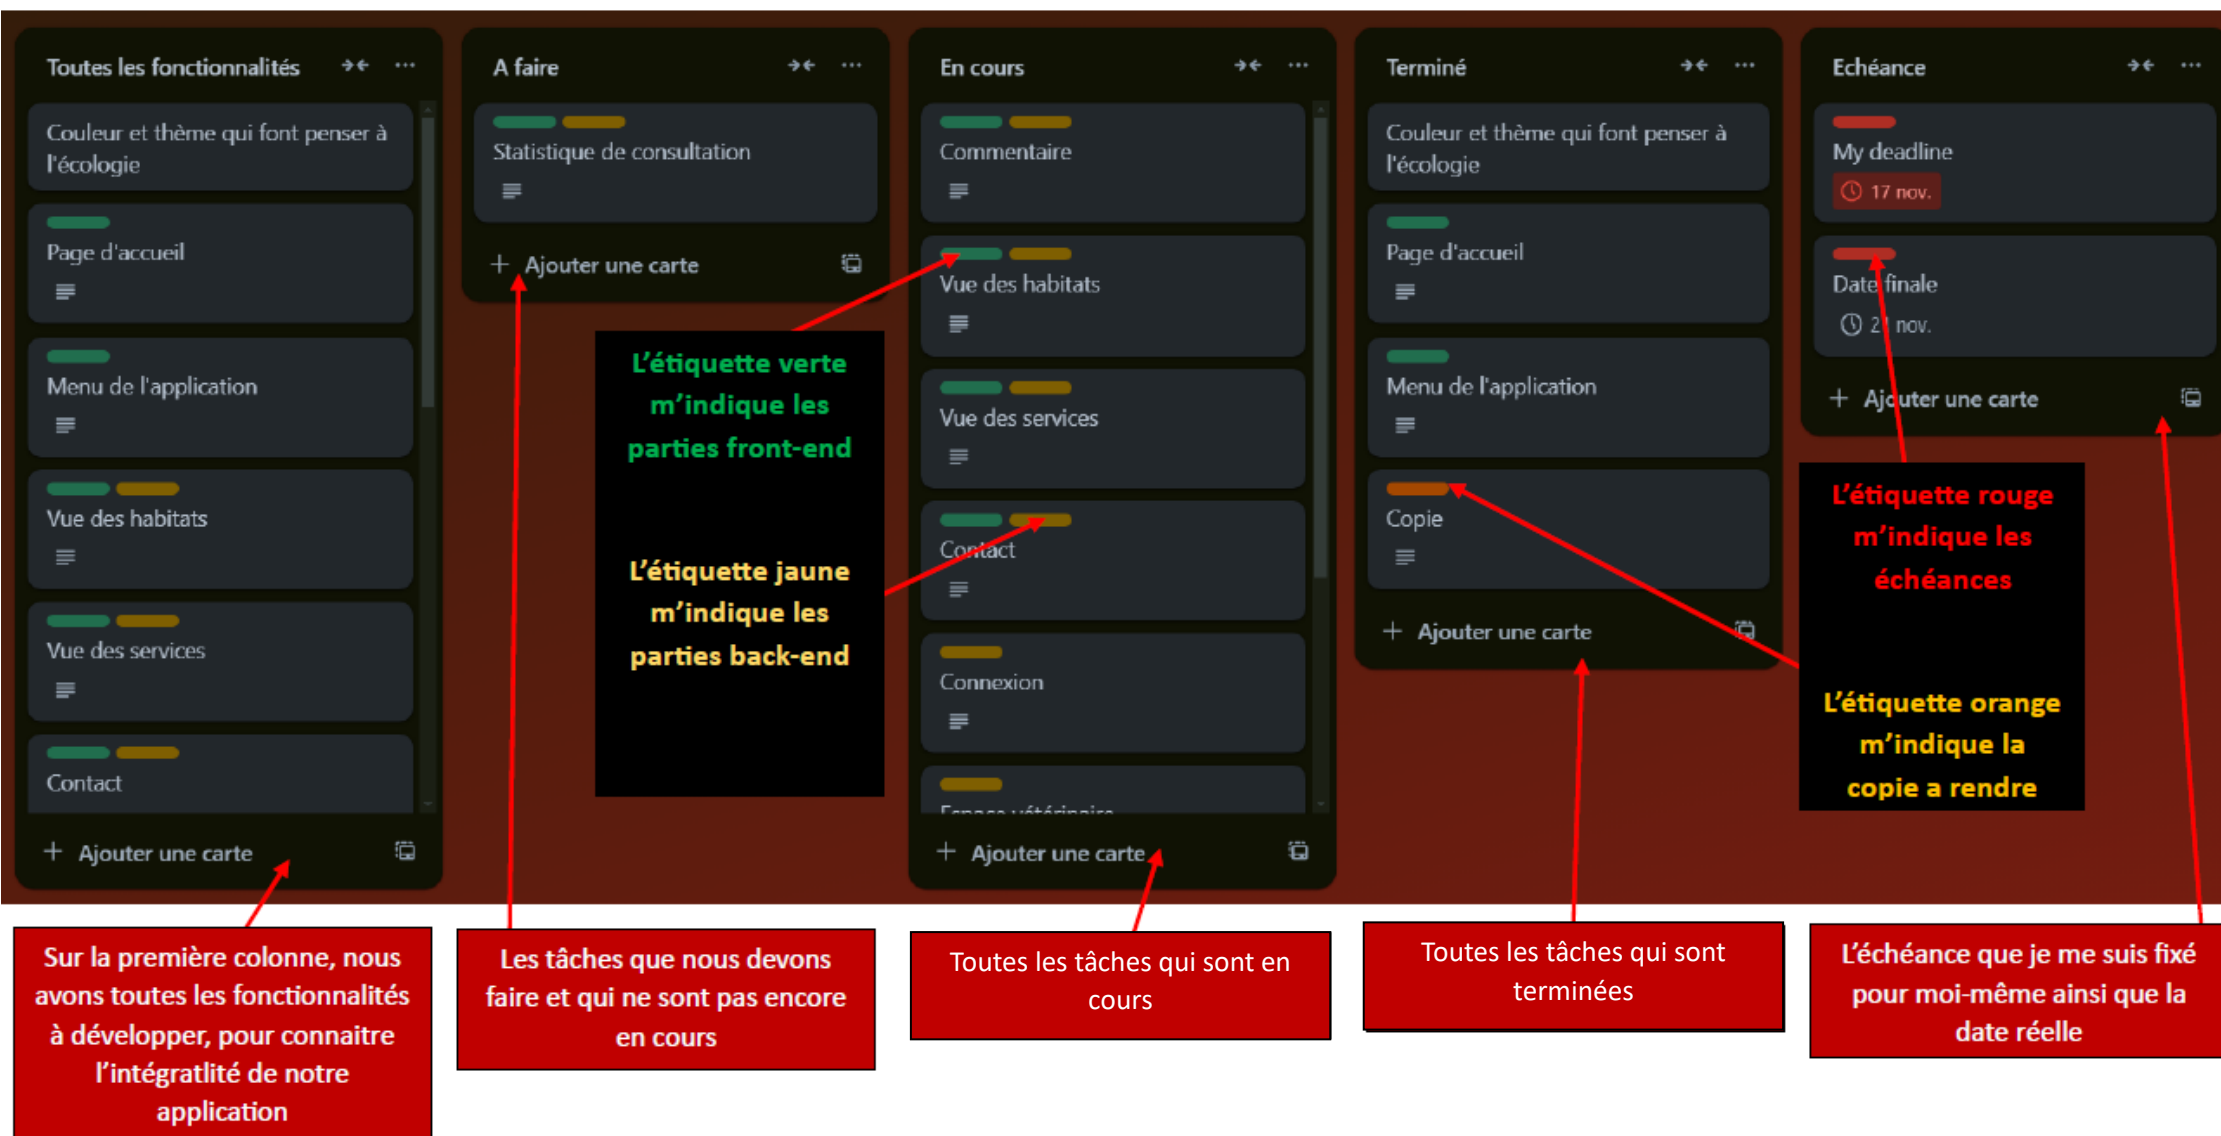 Toutes les fonctionnalités
Couleur et thème qui font penser à
l'écologie
Page d'accueil
Menu de l'application
Vue des habitats
Vue des services
Contact
+ Ajouter une carte
A faire
Statistique de consultation
+ Ajouter une carte
L'étiquette verte
m'indique les
parties front-end
L'étiquette jaune
m'indique les
parties back-end
En cours
Commentaire
Vue des habitats
Vue des services
Contact
Connexion
Espace vétérinaire
+ Ajouter une carte
Terminé
Couleur et thème qui font penser à
l'écologie
Page d'accueil
Menu de l'application
Copie
+ Ajouter une carte
Echéance
My deadline
17 nov.
Date finale
21 nov.
+ Ajouter une carte
L'étiquette rouge
m'indique les
échéances
L'étiquette orange
m'indique la
copie a rendre
Sur la première colonne, nous
avons toutes les fonctionnalités
à développer, pour connaitre
l'intégratlité de notre
application
Les tâches que nous devons
faire et qui ne sont pas encore
en cours
Toutes les tâches qui sont en
cours
Toutes les tâches qui sont
terminées
L'échéance que je me suis fixé
pour moi-même ainsi que la
date réelle